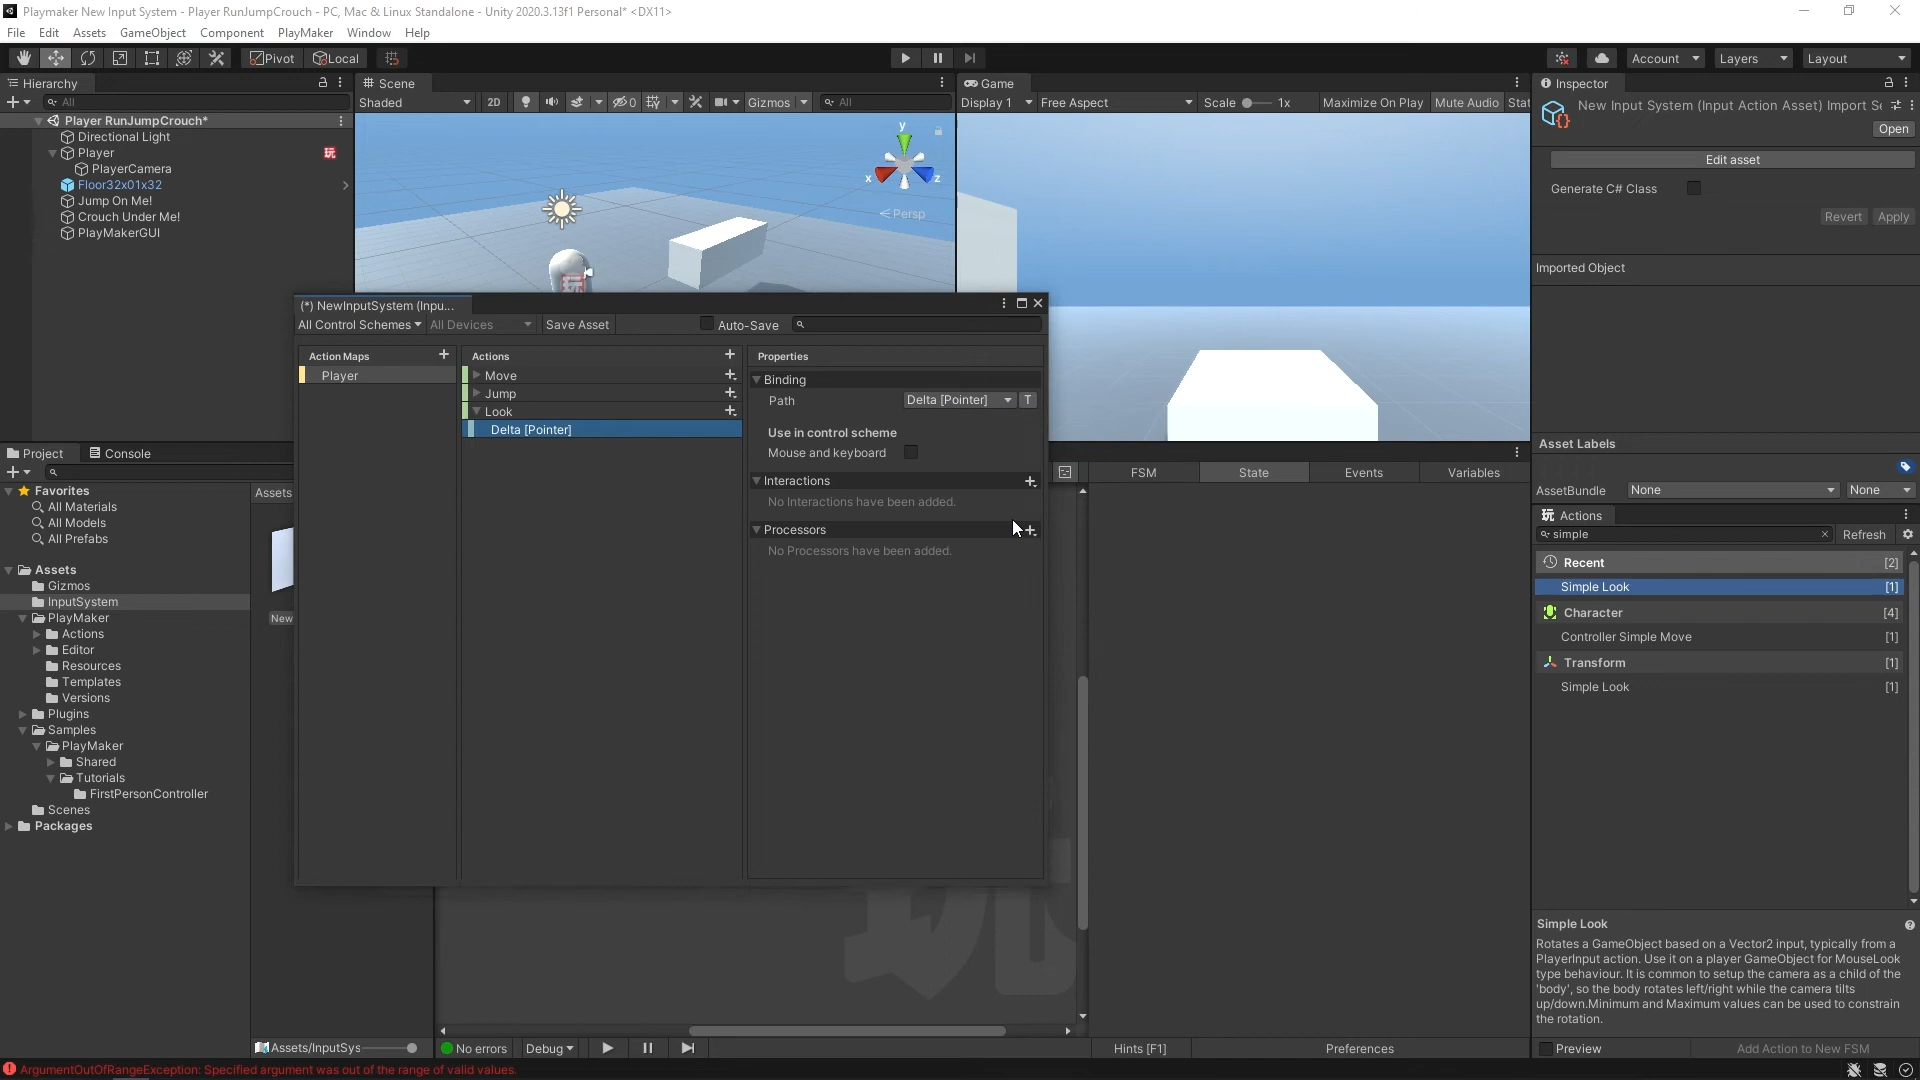 Playmaker New Input System - Player RunJumpCrouch - PC, Mac & Linux Standalone - Unity 2020.3.13f1 Personal* <DX11>
File Edit Assets GameObject Component PlayMaker Window Help
Pivot Local Account Layers Layout
Hierarchy
All
Player RunJumpCrouch*
Directional Light
Player 玩
PlayerCamera
Floor32x01x32
Jump On Me!
Crouch Under Me!
PlayMakerGUI
Scene
Shared 2D 0 Gizmos All
y
x z
Persp
玩
Game
Display 1 Free Aspect Scale 1x Maximize On Play Mute Audio Stat
Inspector
New Input System (Input Action Asset) Import Se
Open
Edit asset
Generate C# Class
Revert Apply
Imported Object
Asset Labels
AssetBundle None None
(*) NewInputSystem (Inpu...
All Control Schemes All Devices Save Asset Auto-Save
Action Maps
Player
Actions
Move
Jump
Look
Delta [Pointer]
Properties
Binding
Path Delta [Pointer] T
Use in control scheme
Mouse and keyboard
Interactions
No Interactions have been added.
Processors
No Processors have been added.
Project Console
Favorites
All Materials
All Models
All Prefabs
Assets
Gizmos
InputSystem
PlayMaker
Actions
Editor
Resources
Templates
Versions
Plugins
Samples
PlayMaker
Shared
Tutorials
FirstPersonController
Scenes
Packages
Assets
New
Assets/InputSys
FSM State Events Variables
玩
No errors Debug Hints [F1] Preferences
玩 Actions
simple Refresh
Recent [2]
Simple Look [1]
Character [4]
Controller Simple Move [1]
Transform [1]
Simple Look [1]
Simple Look
Rotates a GameObject based on a Vector2 input, typically from a
PlayerInput action. Use it on a player GameObject for MouseLook
type behaviour. It is common to setup the camera as a child of the
'body', so the body rotates left/right while the camera tilts
up/down.Minimum and Maximum values can be used to constrain
the rotation.
Preview Add Action to New FSM
ArgumentOutOfRangeException: Specified argument was out of the range of valid values.